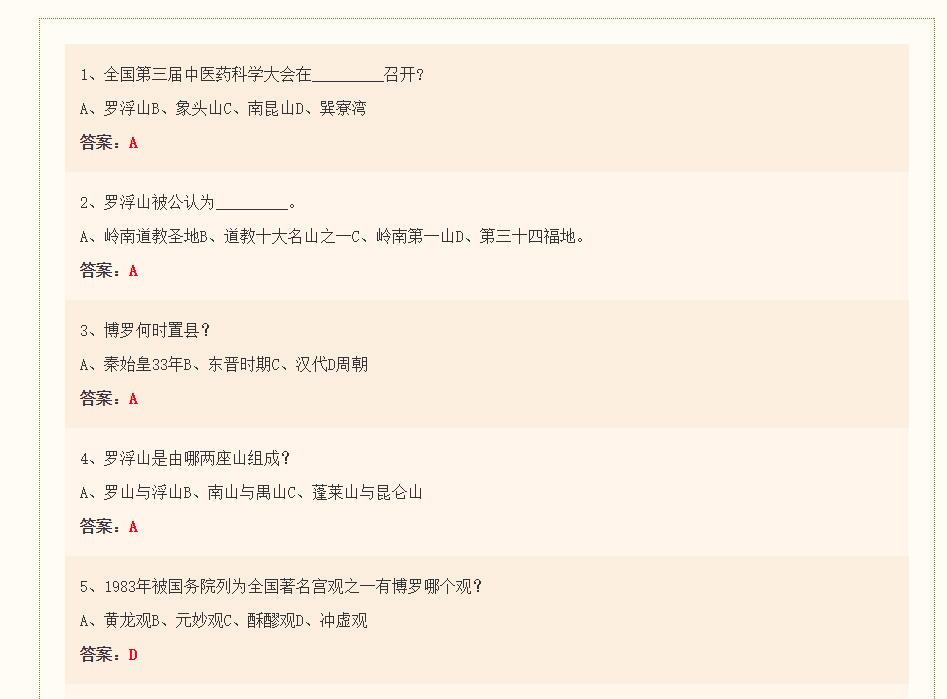 1、全国第三届中医药科学大会在_________召开?
A、罗浮山B、象头山C、南昆山D、巽寮湾
答案：A
2、罗浮山被公认为_________。
A、岭南道教圣地B、道教十大名山之一C、岭南第一山D、第三十四福地。
答案：A
3、博罗何时置县？
A、秦始皇33年B、东晋时期C、汉代D周朝
答案：A
4、罗浮山是由哪两座山组成？
A、罗山与浮山B、南山与禺山C、蓬莱山与昆仑山
答案：A
5、1983年被国务院列为全国著名宫观之一有博罗哪个观？
A、黄龙观B、元妙观C、酥醪观D、冲虚观
答案：D